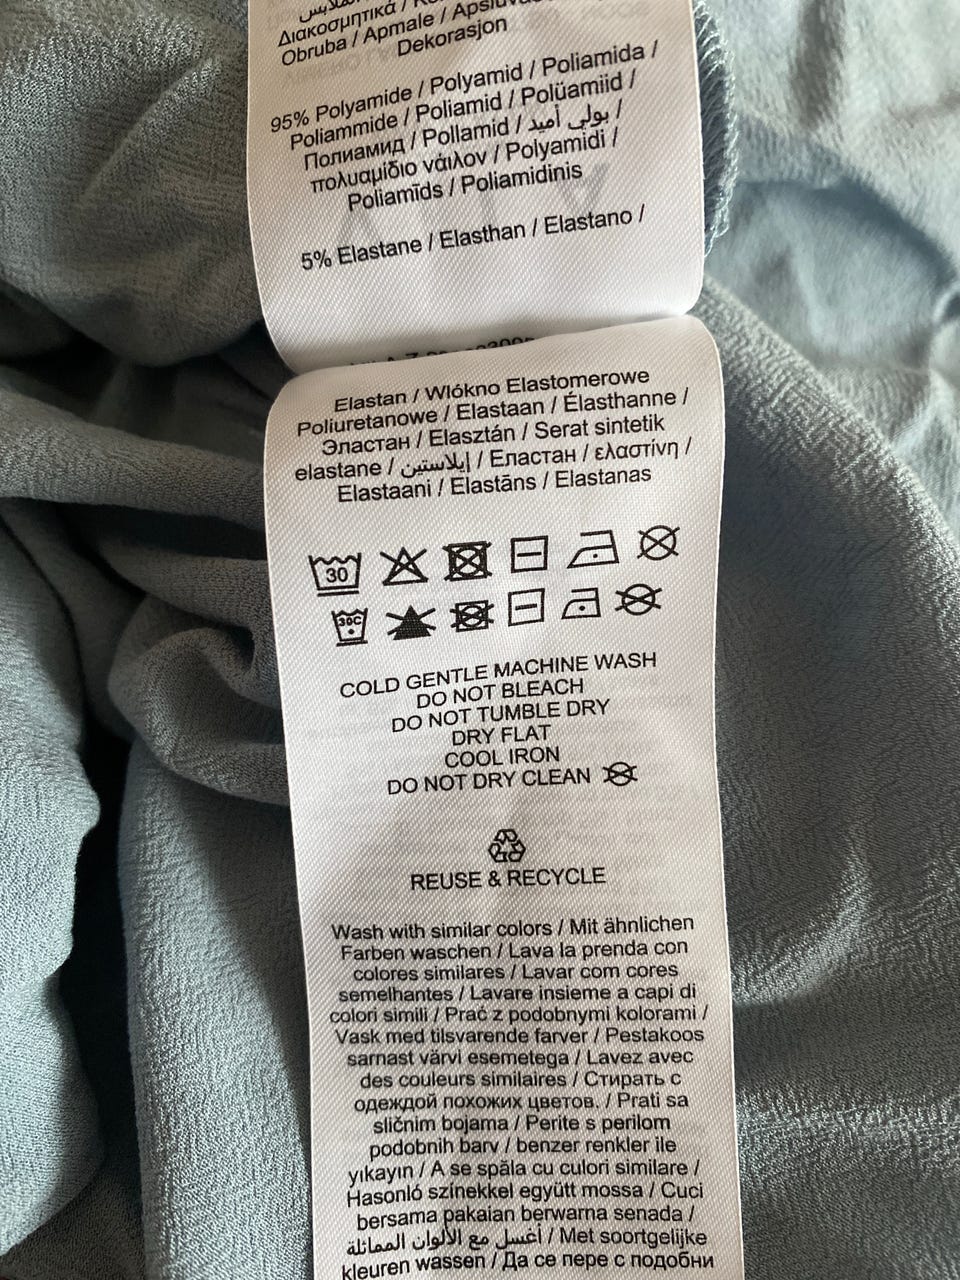 Διακοσμητικά /
Obruba / Apmale /
Dekorasjon
95% Polyamide / Polyamid / Poliamida /
Poliammide / Poliamid / Polüamiid /
Полиамид / Pollamid / بولي أميد /
πολυαμίδιο νάιλον / Polyamidi /
Poliamīds / Poliamidinis
5% Elastane / Elasthan / Elastano /
Elastan / Wlókno Elastomerowe
Poliuretanowe / Elastaan / Élasthanne /
Эластан / Elasztán / Serat sintetik
elastane / إيلاستين / Еластан / ελαστίνη /
Elastaani / Elastāns / Elastanas
30
30C
COLD GENTLE MACHINE WASH
DO NOT BLEACH
DO NOT TUMBLE DRY
DRY FLAT
COOL IRON
DO NOT DRY CLEAN
REUSE & RECYCLE
Wash with similar colors / Mit ähnlichen
Farben waschen / Lava la prenda con
colores similares / Lavar com cores
semelhantes / Lavare insieme a capi di
colori simili / Prać z podobnymi kolorami /
Vask med tilsvarende farver / Pestakoos
sarnast värvi esemetega / Lavez avec
des couleurs similaires / Стирать с
одеждой похожих цветов. / Prati sa
sličnim bojama / Perite s perilom
podobnih barv / benzer renkler ile
yıkayın / A se spăla cu culori similare /
Hasonló színekkel együtt mossa / Cuci
bersama pakaian berwarna senada /
أغسل مع الألوان المماثلة / Met soortgelijke
kleuren wassen / Да се пере с подобни